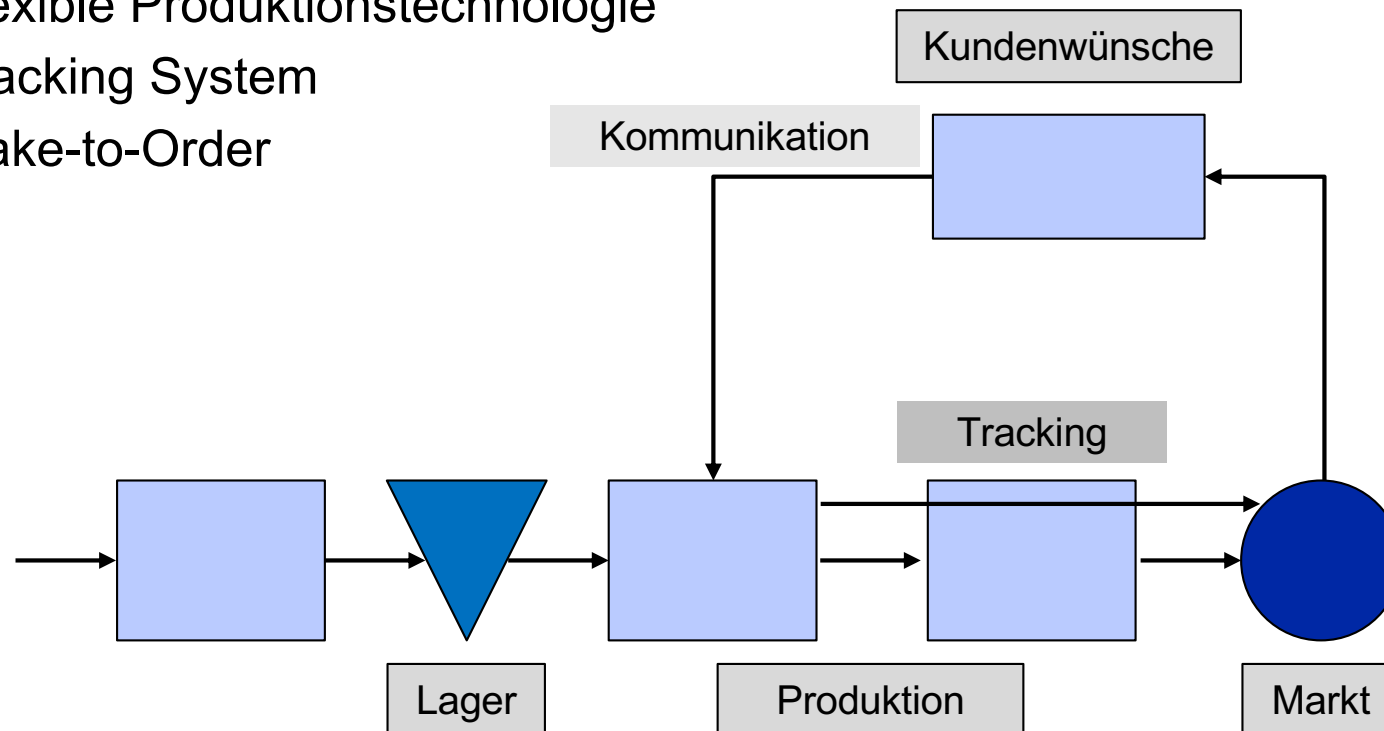 exible Produktionstechnologie
acking System
ake-to-Order
Kundenwünsche
Kommunikation
Tracking
Lager
Produktion
Markt